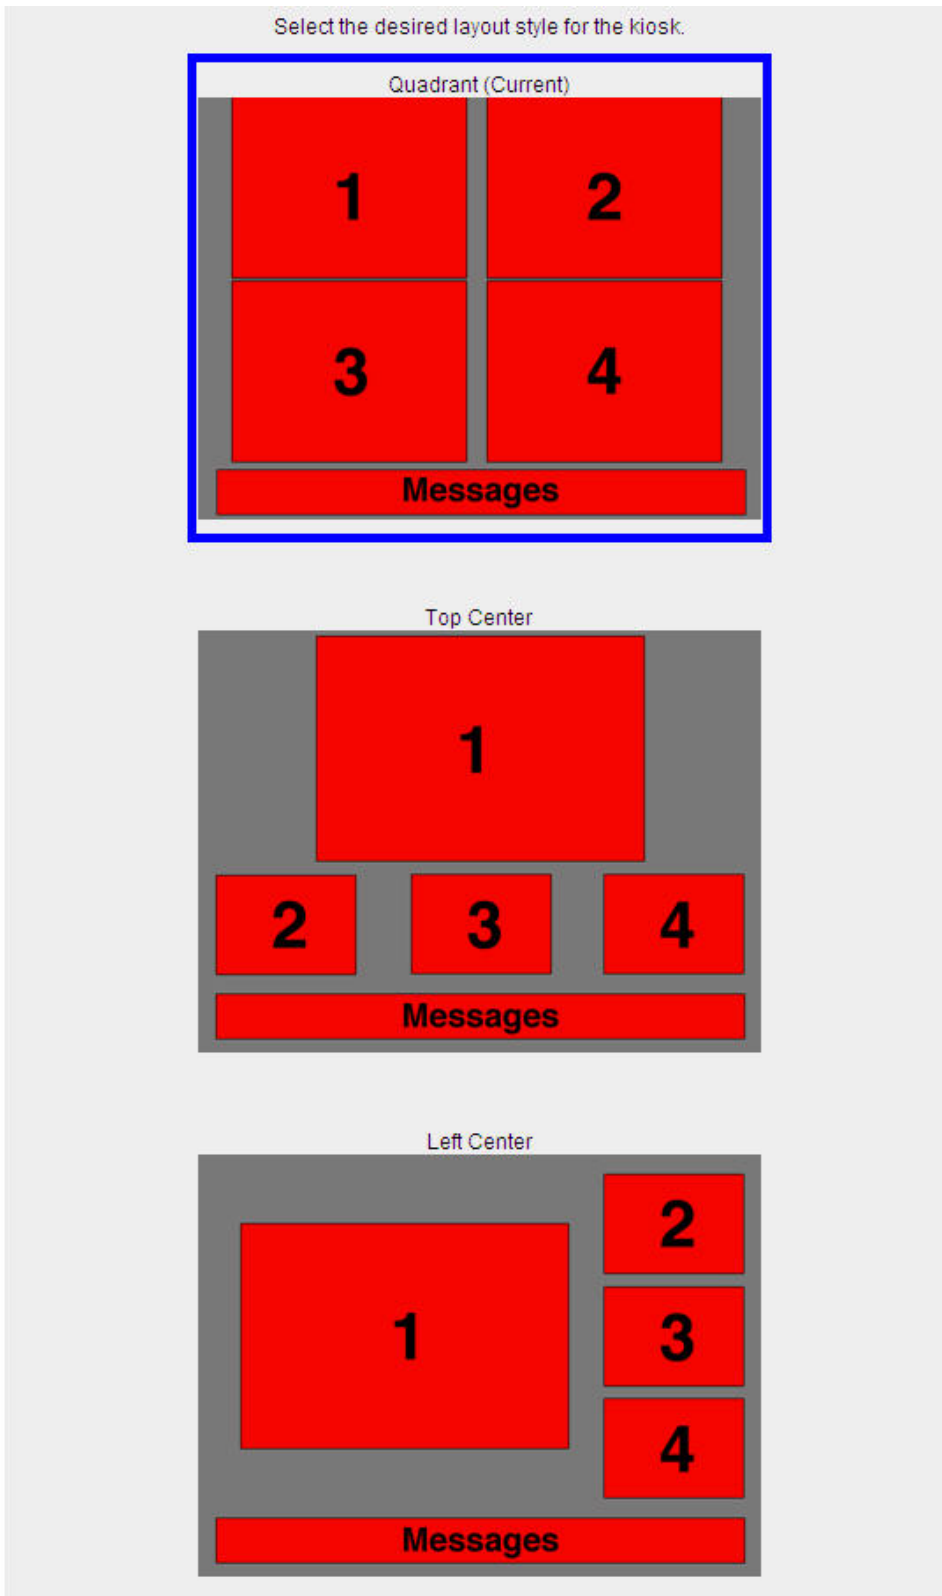 Select the desired layout style for the kiosk.
Quadrant (Current)
1 2
3 4
Messages
Top Center
1
2 3 4
Messages
Left Center
2
1 3
4
Messages